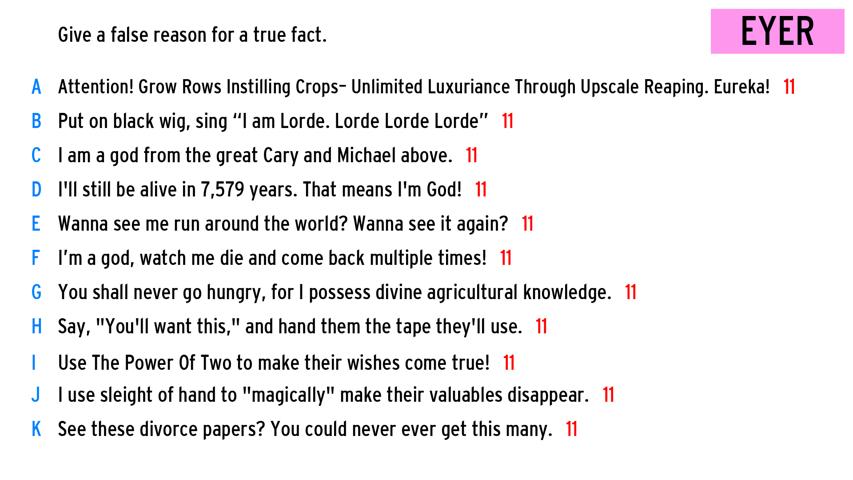 Give a false reason for a true fact.
EYER
A Attention! Grow Rows Instilling Crops– Unlimited Luxuriance Through Upscale Reaping. Eureka! 11
B Put on black wig, sing “I am Lorde. Lorde Lorde Lorde” 11
C I am a god from the great Cary and Michael above. 11
D I'll still be alive in 7,579 years. That means I'm God! 11
E Wanna see me run around the world? Wanna see it again? 11
F I’m a god, watch me die and come back multiple times! 11
G You shall never go hungry, for I possess divine agricultural knowledge. 11
H Say, "You'll want this," and hand them the tape they'll use. 11
I Use The Power Of Two to make their wishes come true! 11
J I use sleight of hand to "magically" make their valuables disappear. 11
K See these divorce papers? You could never ever get this many. 11